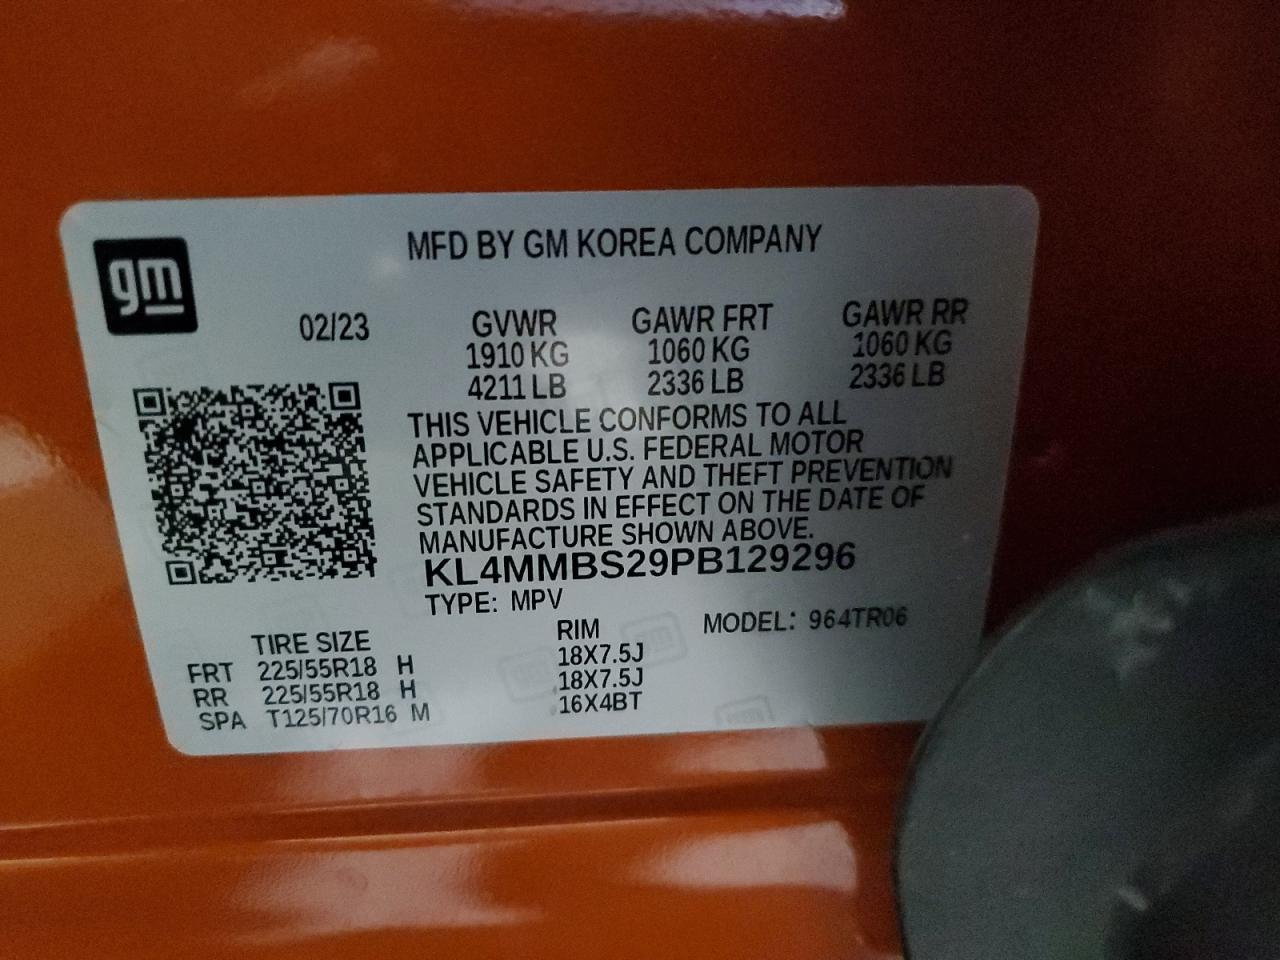 gm
MFD BY GM KOREA COMPANY
02/23 GVWR GAWR FRT GAWR RR
1910 KG 1060 KG 1060 KG
4211 LB 2336 LB 2336 LB
THIS VEHICLE CONFORMS TO ALL
APPLICABLE U.S. FEDERAL MOTOR
VEHICLE SAFETY AND THEFT PREVENTION
STANDARDS IN EFFECT ON THE DATE OF
MANUFACTURE SHOWN ABOVE.
KL4MMBS29PB129296
TYPE: MPV
MODEL: 964TR06
TIRE SIZE RIM
FRT 225/55R18 H 18X7.5J
RR 225/55R18 H 18X7.5J
SPA T125/70R16 M 16X4BT